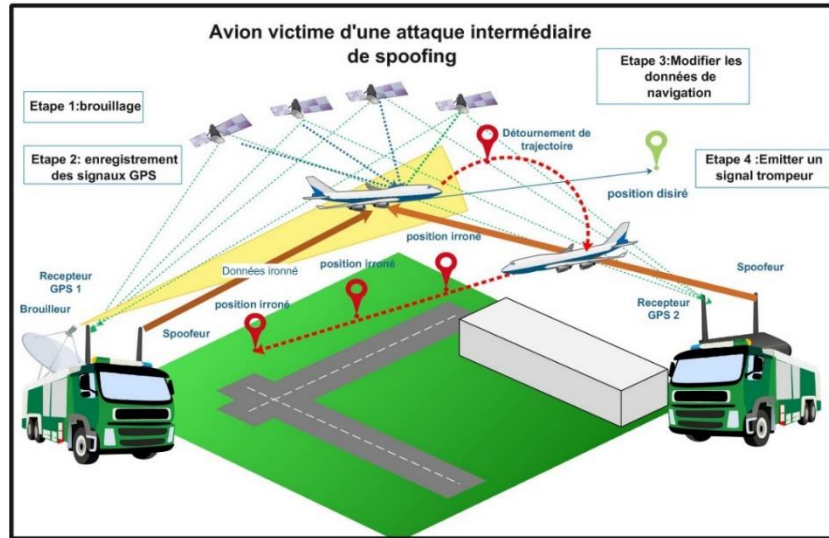 Avion victime d'une attaque intermédiaire
de spoofing
Etape 1:brouillage
Etape 2: enregistrement
des signaux GPS
Etape 3:Modifier les
données de
navigation
Etape 4 :Emitter un
signal trompeur
Détournement de
trajectoire
position disiré
position irroné
position irroné
position irroné
Données ironné
Recepteur
GPS 1
Brouilleur
Spoofeur
Spoofeur
Recepteur
GPS 2